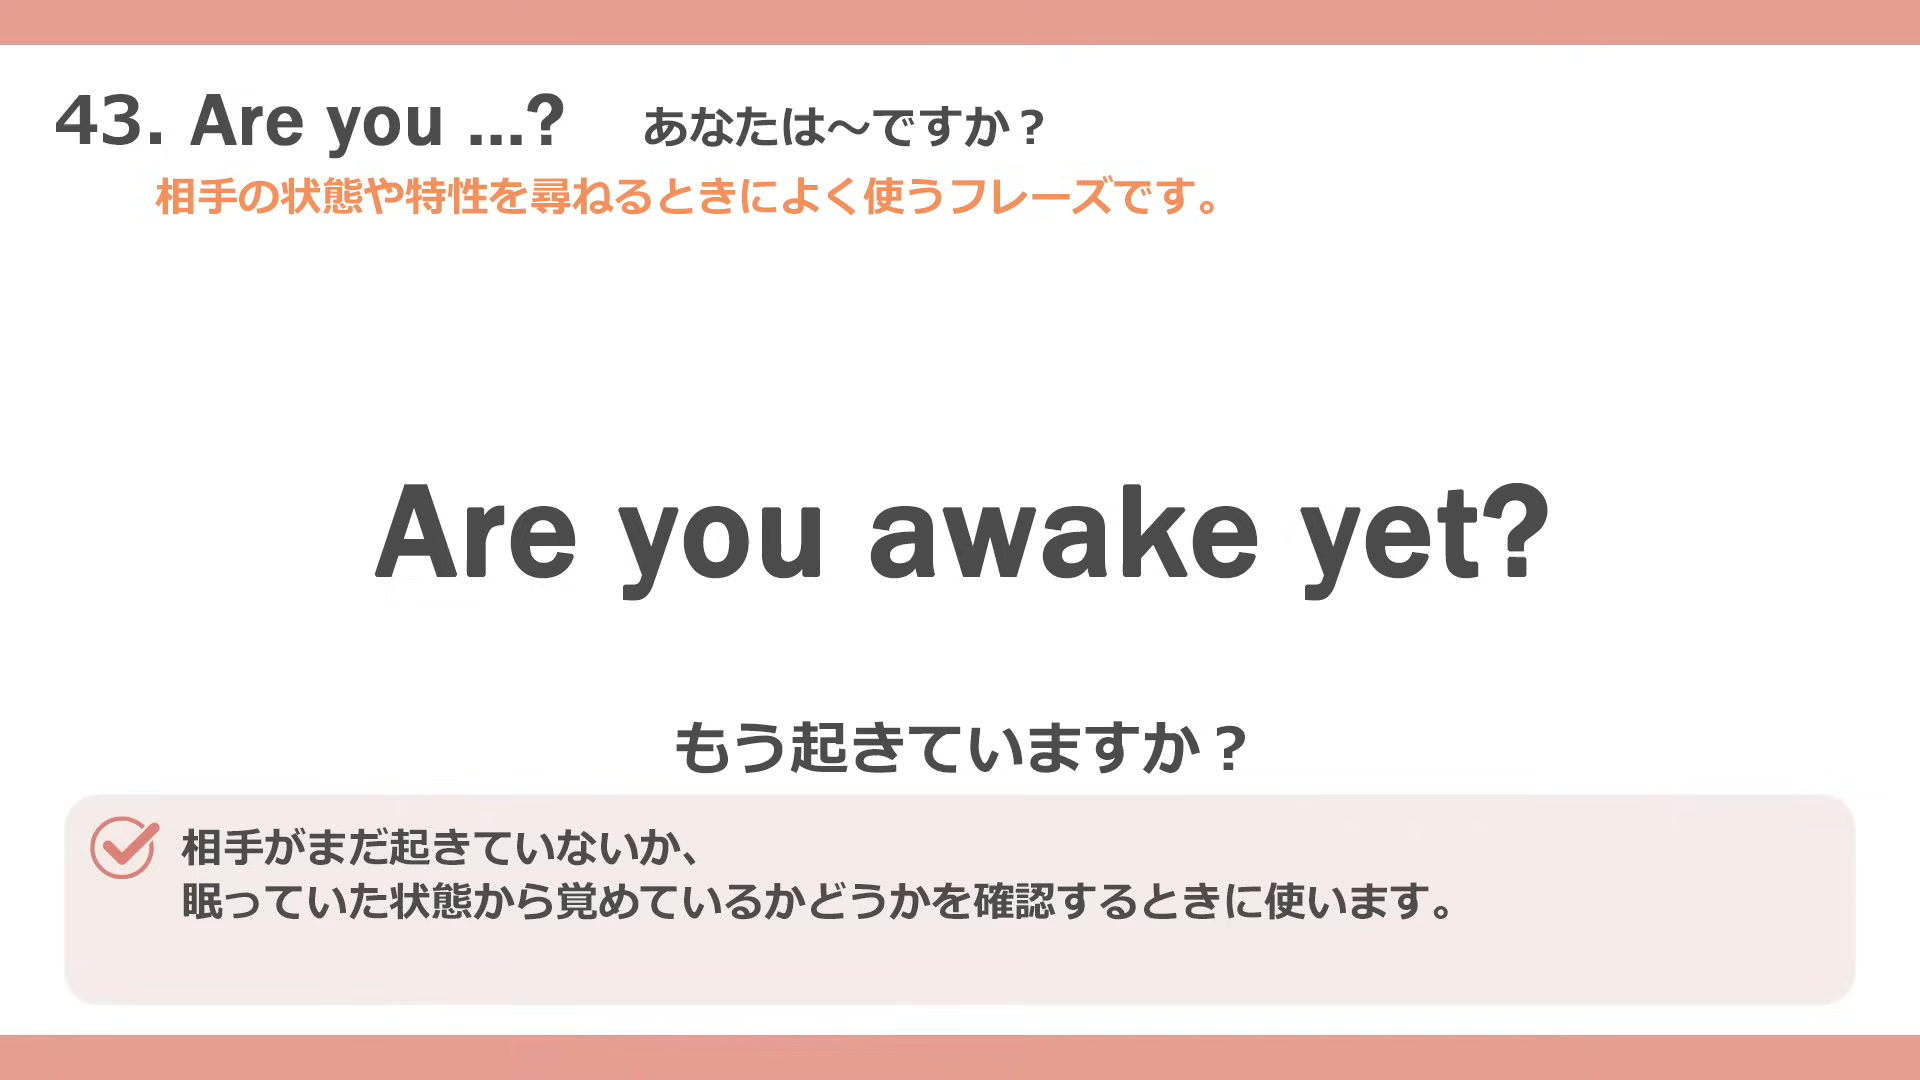 43. Are you ...? あなたは～ですか？
相手の状態や特性を尋ねるときによく使うフレーズです。
Are you awake yet?
もう起きていますか？
相手がまだ起きていないか、
眠っていた状態から覚めているかどうかを確認するときに使います。